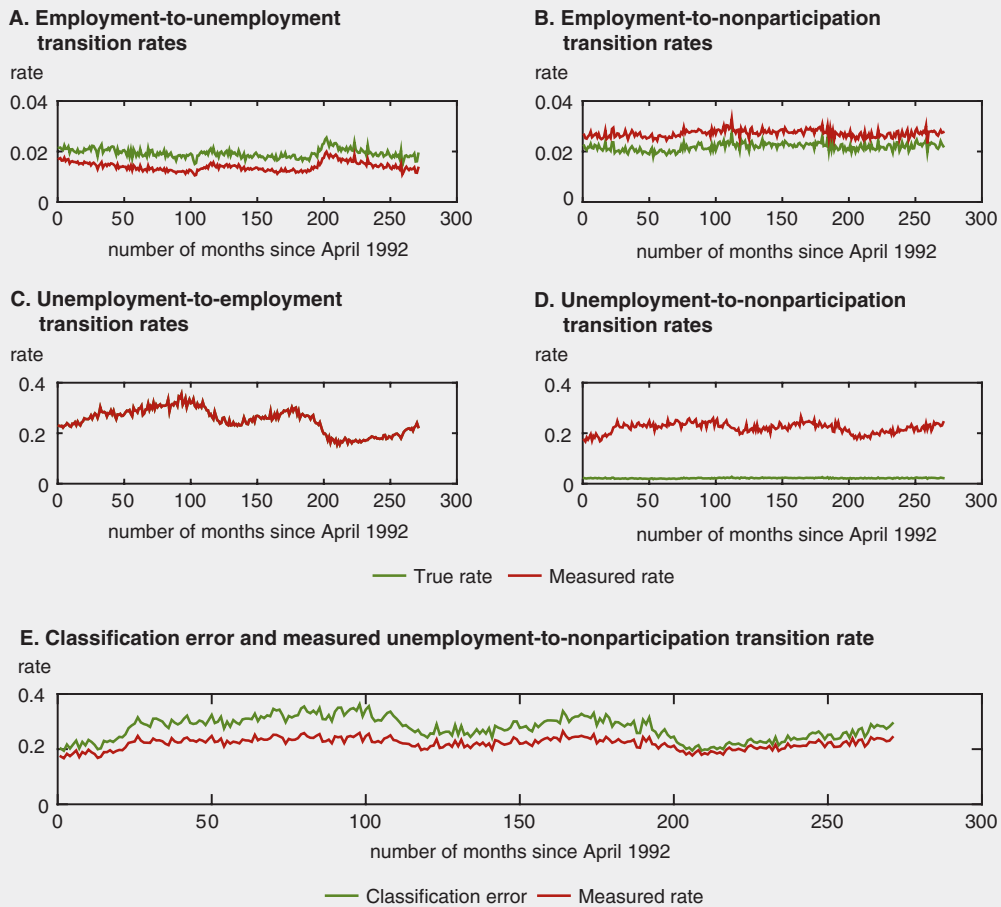 A. Employment-to-unemployment
transition rates
rate
0.04
0.02
0
0 50 100 150 200 250 300
number of months since April 1992
B. Employment-to-nonparticipation
transition rates
rate
0.04
0.02
0
0 50 100 150 200 250 300
number of months since April 1992
C. Unemployment-to-employment
transition rates
rate
0.4
0.2
0
0 50 100 150 200 250 300
number of months since April 1992
D. Unemployment-to-nonparticipation
transition rates
rate
0.4
0.2
0
0 50 100 150 200 250 300
number of months since April 1992
True rate Measured rate
E. Classification error and measured unemployment-to-nonparticipation transition rate
rate
0.4
0.2
0
0 50 100 150 200 250 300
number of months since April 1992
Classification error Measured rate